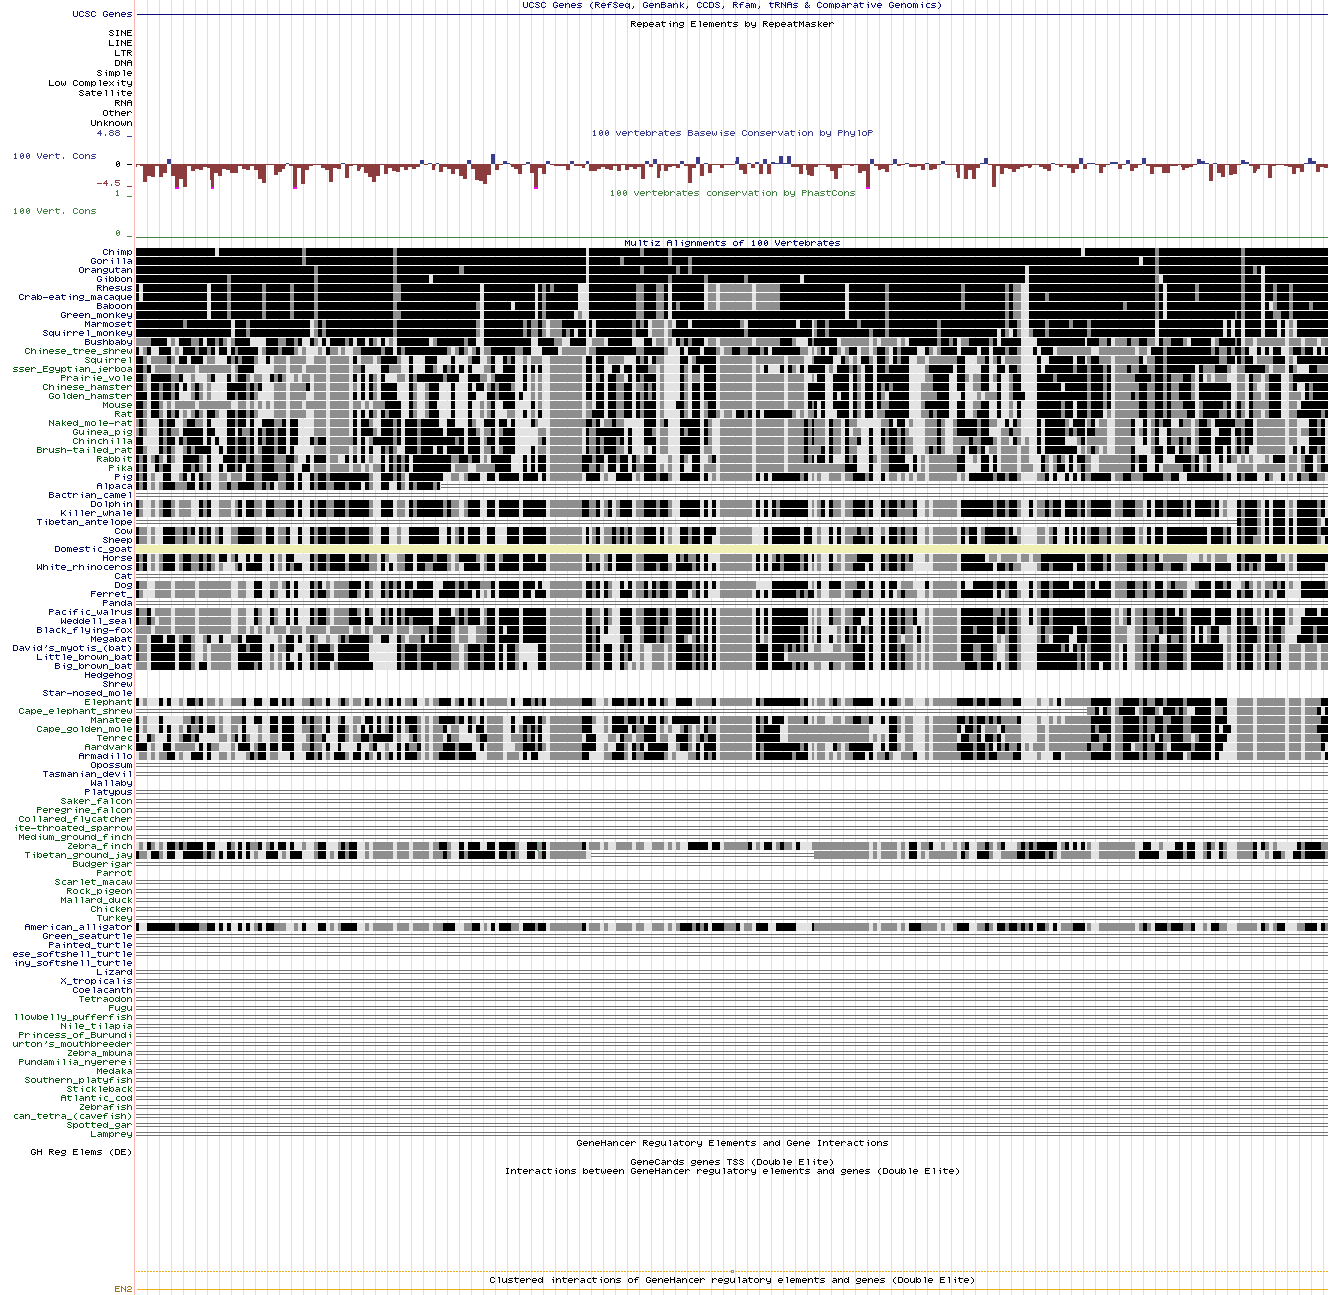 UCSC Genes (RefSeq, GenBank, CCDS, Rfam, tRNAs & Comparative Genomics)
UCSC Genes
Repeating Elements by RepeatMasker
SINE
LINE
LTR
DNA
Simple
Low Complexity
Satellite
RNA
Other
Unknown
4.88 _
100 vertebrates Basewise Conservation by PhyloP
100 Vert. Cons
0 -
-4.5 _
100 vertebrates conservation by PhastCons
1 _
100 Vert. Cons
0 _
Multiz Alignments of 100 Vertebrates
Chimp
Gorilla
Orangutan
Gibbon
Rhesus
Crab-eating_macaque
Baboon
Green_monkey
Marmoset
Squirrel_monkey
Bushbaby
Chinese_tree_shrew
Squirrel
sser_Egyptian_jerboa
Prairie_vole
Chinese_hamster
Golden_hamster
Mouse
Rat
Naked_mole-rat
Guinea_pig
Chinchilla
Brush-tailed_rat
Rabbit
Pika
Pig
Alpaca
Bactrian_camel
Dolphin
Killer_whale
Tibetan_antelope
Cow
Sheep
Domestic_goat
Horse
White_rhinoceros
Cat
Dog
Ferret_
Panda
Pacific_walrus
Weddell_seal
Black_flying-fox
Megabat
David's_myotis_(bat)
Little_brown_bat
Big_brown_bat
Hedgehog
Shrew
Star-nosed_mole
Elephant
Cape_elephant_shrew
Manatee
Cape_golden_mole
Tenrec
Aardvark
Armadillo
Opossum
Tasmanian_devil
Wallaby
Platypus
Saker_falcon
Peregrine_falcon
Collared_flycatcher
ite-throated_sparrow
Medium_ground_finch
Zebra_finch
Tibetan_ground_jay
Budgerigar
Parrot
Scarlet_macaw
Rock_pigeon
Mallard_duck
Chicken
Turkey
American_alligator
Green_seaturtle
Painted_turtle
ese_softshell_turtle
iny_softshell_turtle
Lizard
X_tropicalis
Coelacanth
Tetraodon
Fugu
llowbelly_pufferfish
Nile_tilapia
Princess_of_Burundi
urton's_mouthbreeder
Zebra_mbuna
Pundamilia_nyererei
Medaka
Southern_platyfish
Stickleback
Atlantic_cod
Zebrafish
can_tetra_(cavefish)
Spotted_gar
Lamprey
GeneHancer Regulatory Elements and Gene Interactions
GH Reg Elems (DE)
GeneCards genes TSS (Double Elite)
Interactions between GeneHancer regulatory elements and genes (Double Elite)
Clustered interactions of GeneHancer regulatory elements and genes (Double Elite)
EN2